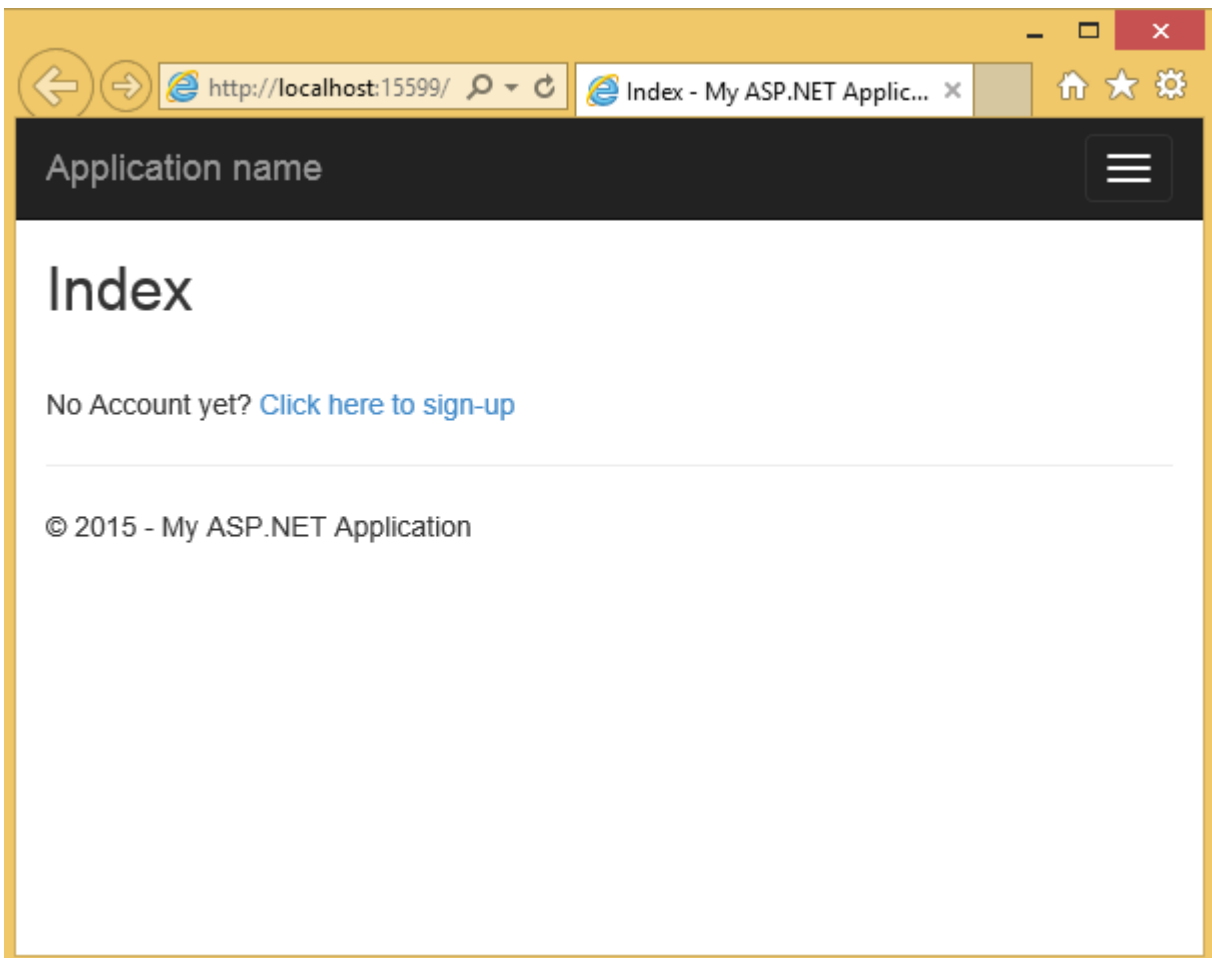 http://localhost:15599/
Index - My ASP.NET Applic...
Application name
Index
No Account yet? Click here to sign-up
© 2015 - My ASP.NET Application